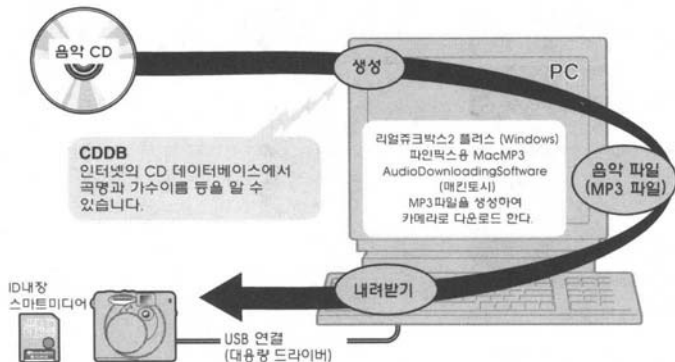 음악 CD
생성
PC
CDDB
인터넷의 CD 데이터베이스에서
곡명과 가수이름 등을 알 수
있습니다.
리얼쥬크박스2 플러스 (Windows)
파인픽스용 MacMP3
AudioDownloadingSoftware
(매킨토시)
MP3파일을 생성하여
카메라로 다운로드 한다.
음악 파일
(MP3 파일)
내려받기
ID내장
스마트미디어
USB 연결
(대용량 드라이버)